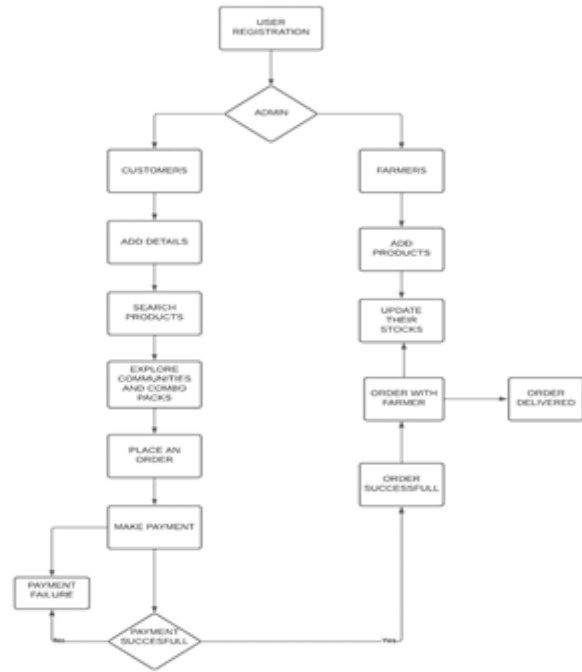 USER
REGISTRATION
ADMIN
CUSTOMERS
FARMERS
ADD DETAILS
ADD
PRODUCTS
SEARCH
PRODUCTS
UPDATE
THEIR
STOCKS
EXPLORE
COMMUNITIES
AND COMBO
PACKS
ORDER WITH
FARMER
ORDER
DELIVERED
PLACE AN
ORDER
ORDER
SUCCESSFULL
MAKE PAYMENT
PAYMENT
FAILURE
PAYMENT
SUCCESFULL
No
Yes